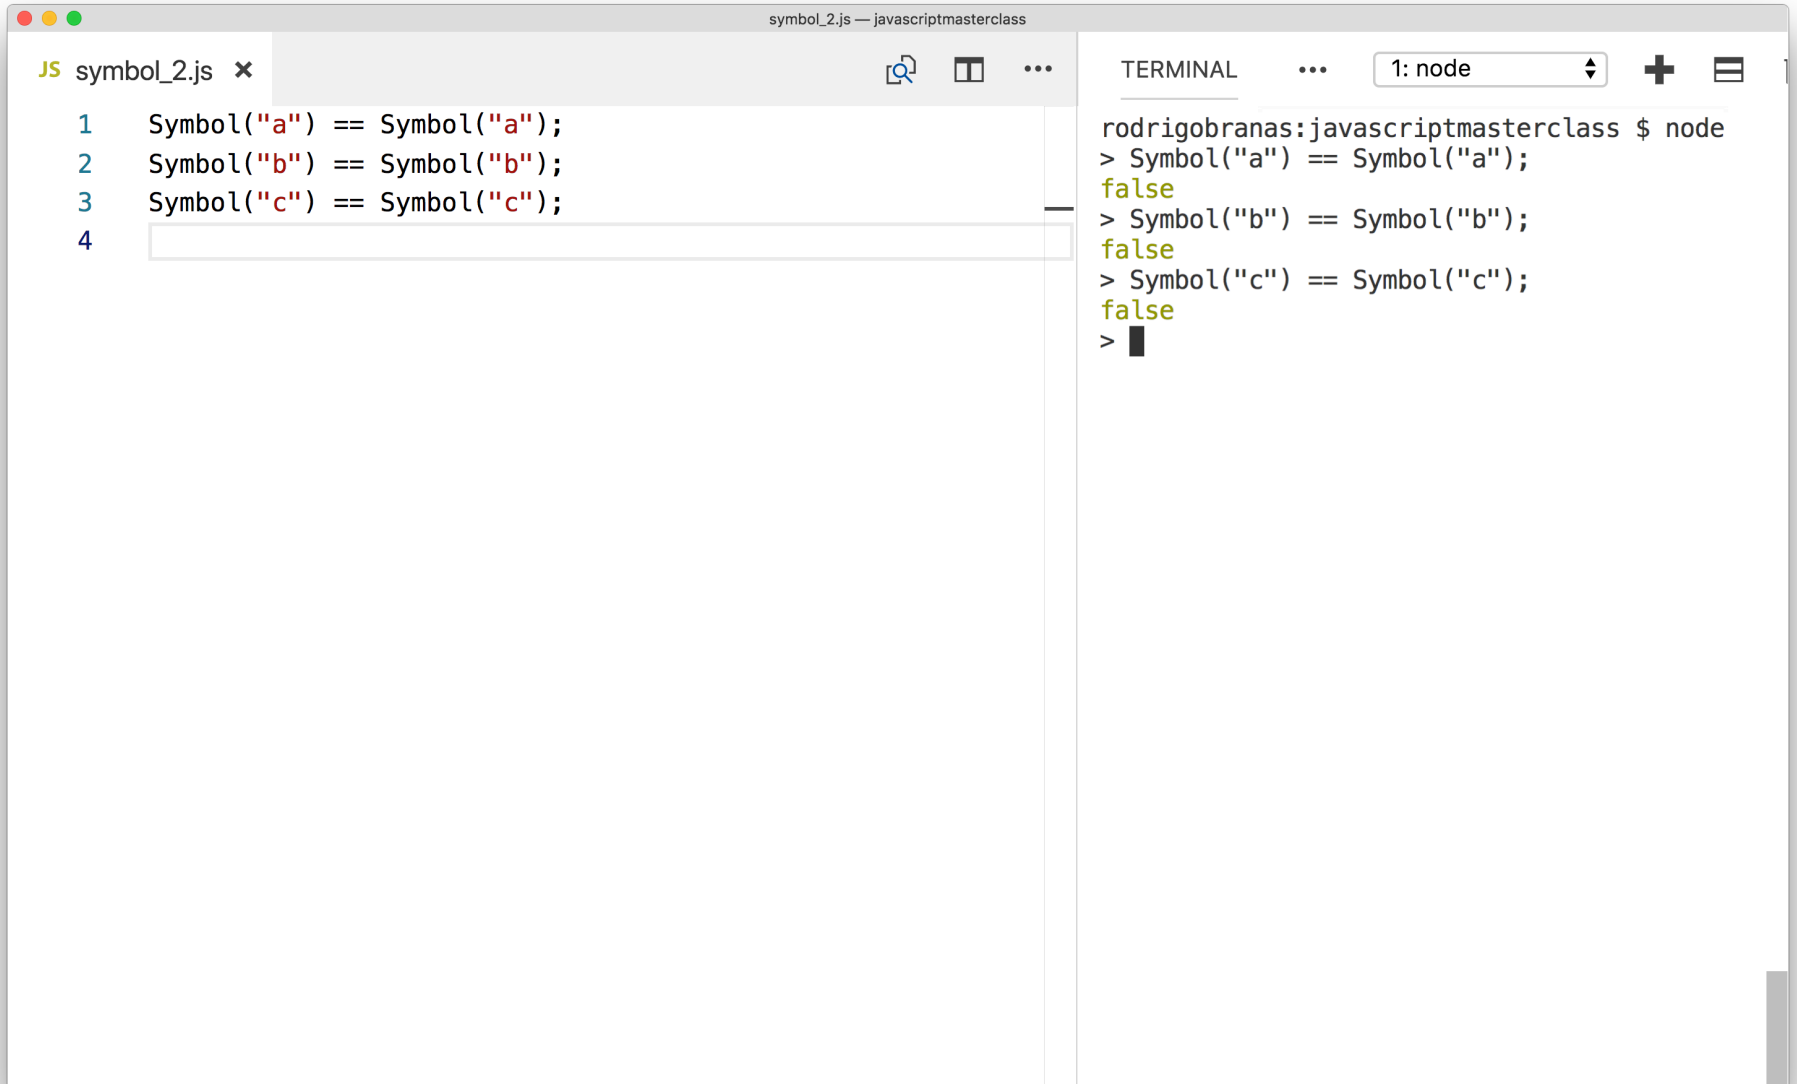 symbol_2.js — javascriptmasterclass
JS symbol_2.js
1 Symbol("a") == Symbol("a");
2 Symbol("b") == Symbol("b");
3 Symbol("c") == Symbol("c");
4
TERMINAL
1: node
rodrigobranas:javascriptmasterclass $ node
> Symbol("a") == Symbol("a");
false
> Symbol("b") == Symbol("b");
false
> Symbol("c") == Symbol("c");
false
>